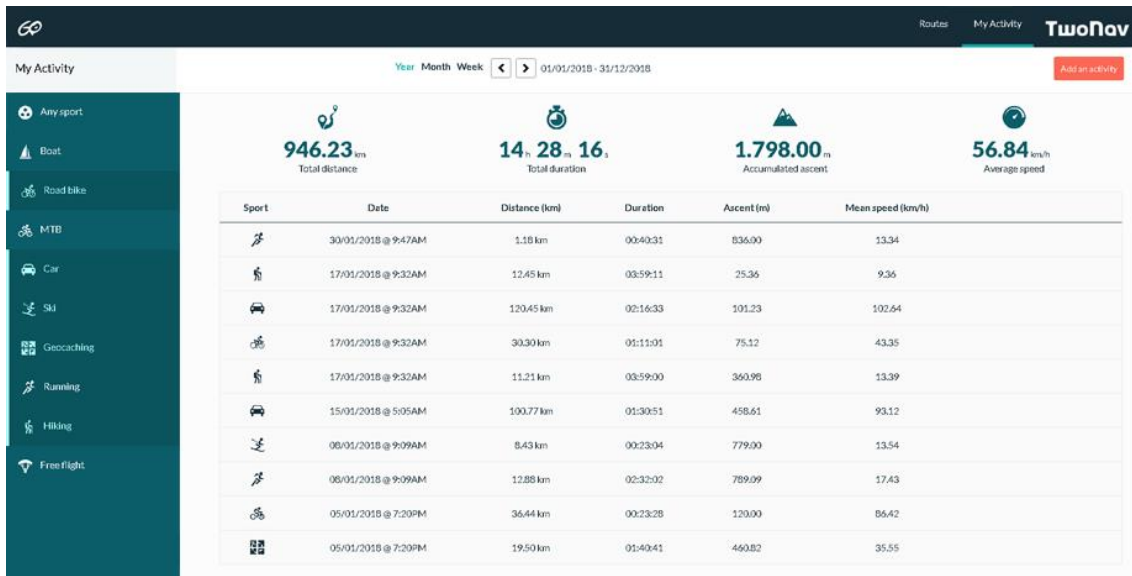 GO
Routes My Activity TwoNav
My Activity
Year Month Week 01/01/2018 - 31/12/2018
Add an activity
Any sport
Boat
Road bike
MTB
Car
Ski
Geocaching
Running
Hiking
Free flight
946.23 km
Total distance
14 h 28 m 16 s
Total duration
1.798.00 m
Accumulated ascent
56.84 km/h
Average speed
Sport Date Distance (km) Duration Ascent (m) Mean speed (km/h)
30/01/2018 @ 9:47AM 1.18 km 00:40:31 836.00 13.34
17/01/2018 @ 9:32AM 12.45 km 03:59:11 25.36 9.36
17/01/2018 @ 9:32AM 120.45 km 02:16:33 101.23 102.64
17/01/2018 @ 9:32AM 30.30 km 01:11:01 75.12 43.35
17/01/2018 @ 9:32AM 11.21 km 03:59:00 360.98 13.39
15/01/2018 @ 5:05AM 100.77 km 01:30:51 458.61 93.12
08/01/2018 @ 9:09AM 8.43 km 00:23:04 779.00 13.54
08/01/2018 @ 9:09AM 12.88 km 02:32:02 789.09 17.43
05/01/2018 @ 7:20PM 36.44 km 00:23:28 120.00 86.42
05/01/2018 @ 7:20PM 19.50 km 01:40:41 460.82 35.55